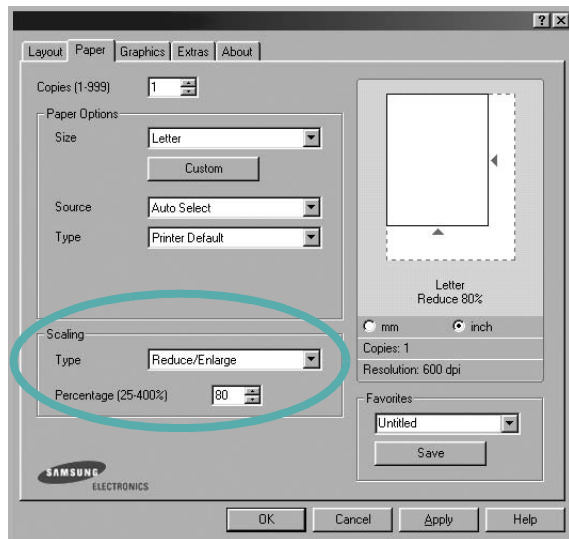 Layout Paper Graphics Extras About
Copies (1-999) 1
Paper Options
Size Letter
Custom
Source Auto Select
Type Printer Default
Letter
Reduce 80%
mm inch
Copies: 1
Resolution: 600 dpi
Scaling
Type Reduce/Enlarge
Percentage (25-400%) 80
Favorites
Untitled
Save
SAMSUNG
ELECTRONICS
OK Cancel Apply Help